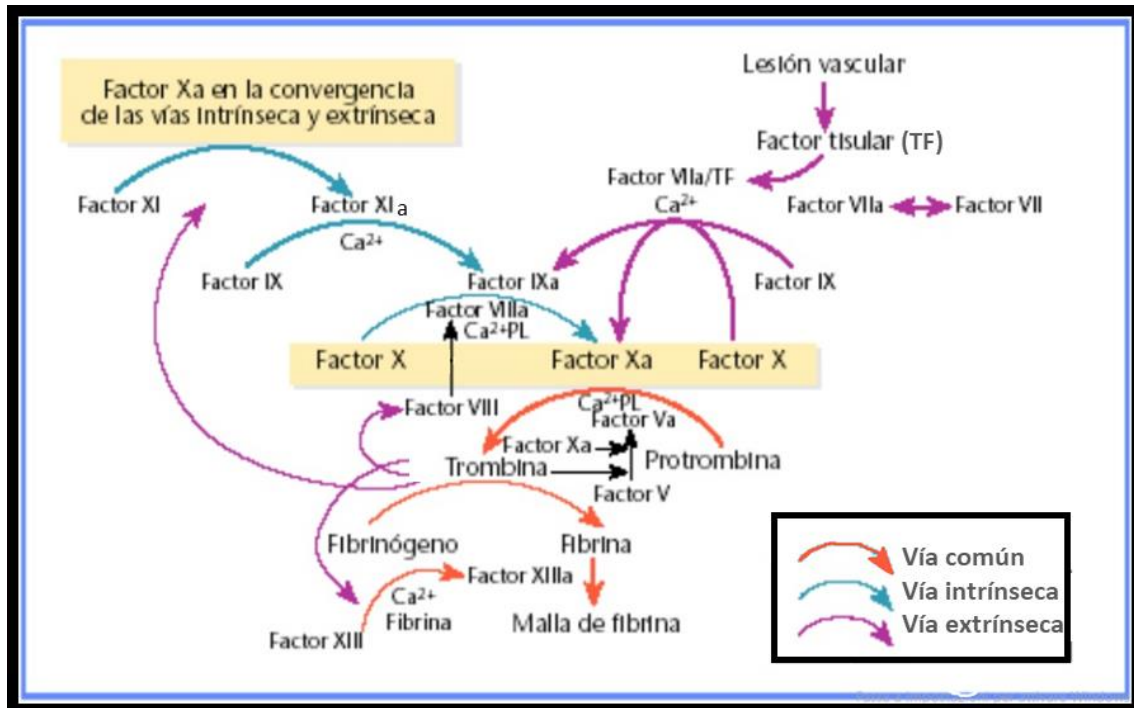 Factor Xa en la convergencia
de las vías intrínseca y extrínseca
Lesión vascular
Factor tisular (TF)
Factor VIIa/TF
Ca2+
Factor VIIa
Factor VII
Factor XI
Factor XIa
Ca2+
Factor IX
Factor IXa
Factor IX
Factor VIIIa
Ca2+PL
Factor X
Factor Xa
Factor X
Factor VIII
Ca2+PL
Factor Va
Factor Xa
Trombina
Protrombina
Factor V
Fibrinógeno
Fibrina
Factor XIIIa
Ca2+
Fibrina
Factor XIII
Malla de fibrina
Vía común
Vía intrínseca
Vía extrínseca